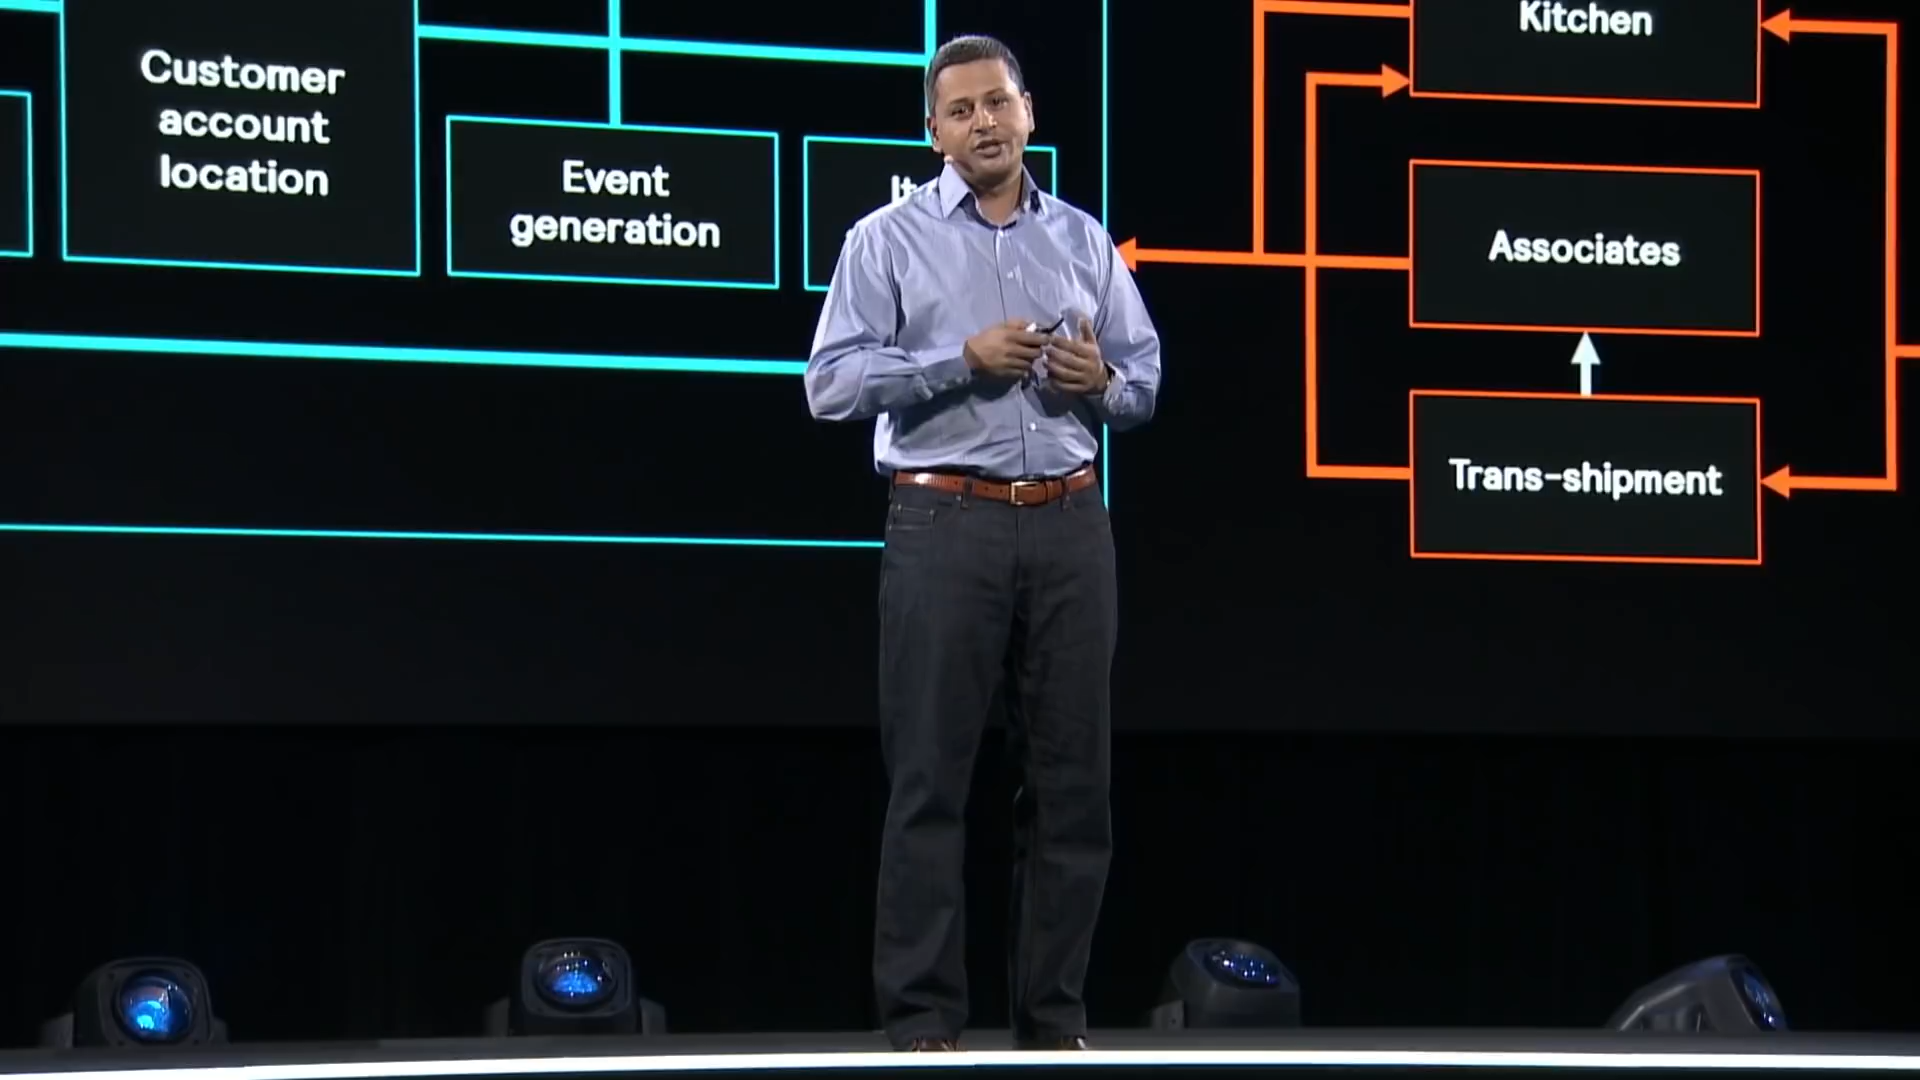 Customer
account
location
Event
generation
Kitchen
Associates
Trans-shipment